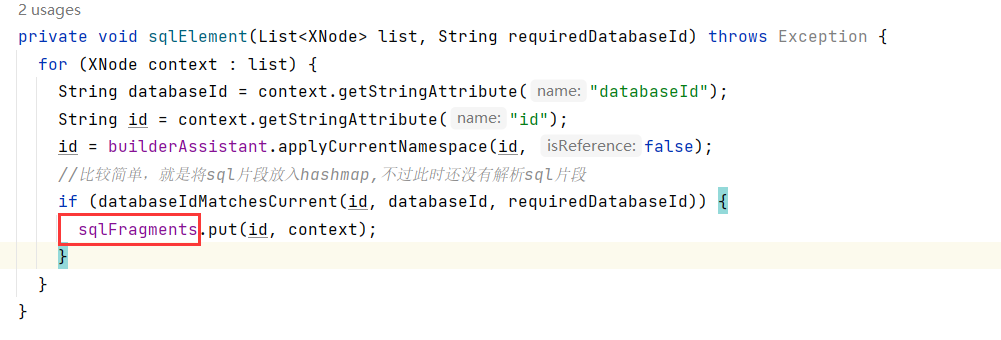 2 usages
private void sqlElement(List<XNode> list, String requiredDatabaseId) throws Exception {
for (XNode context : list) {
String databaseId = context.getStringAttribute( name: "databaseId");
String id = context.getStringAttribute( name: "id");
id = builderAssistant.applyCurrentNamespace(id, isReference: false);
//比较简单，就是将sql片段放入hashmap,不过此时还没有解析sql片段
if (databaseIdMatchesCurrent(id, databaseId, requiredDatabaseId)) {
sqlFragments.put(id, context);
}
}
}